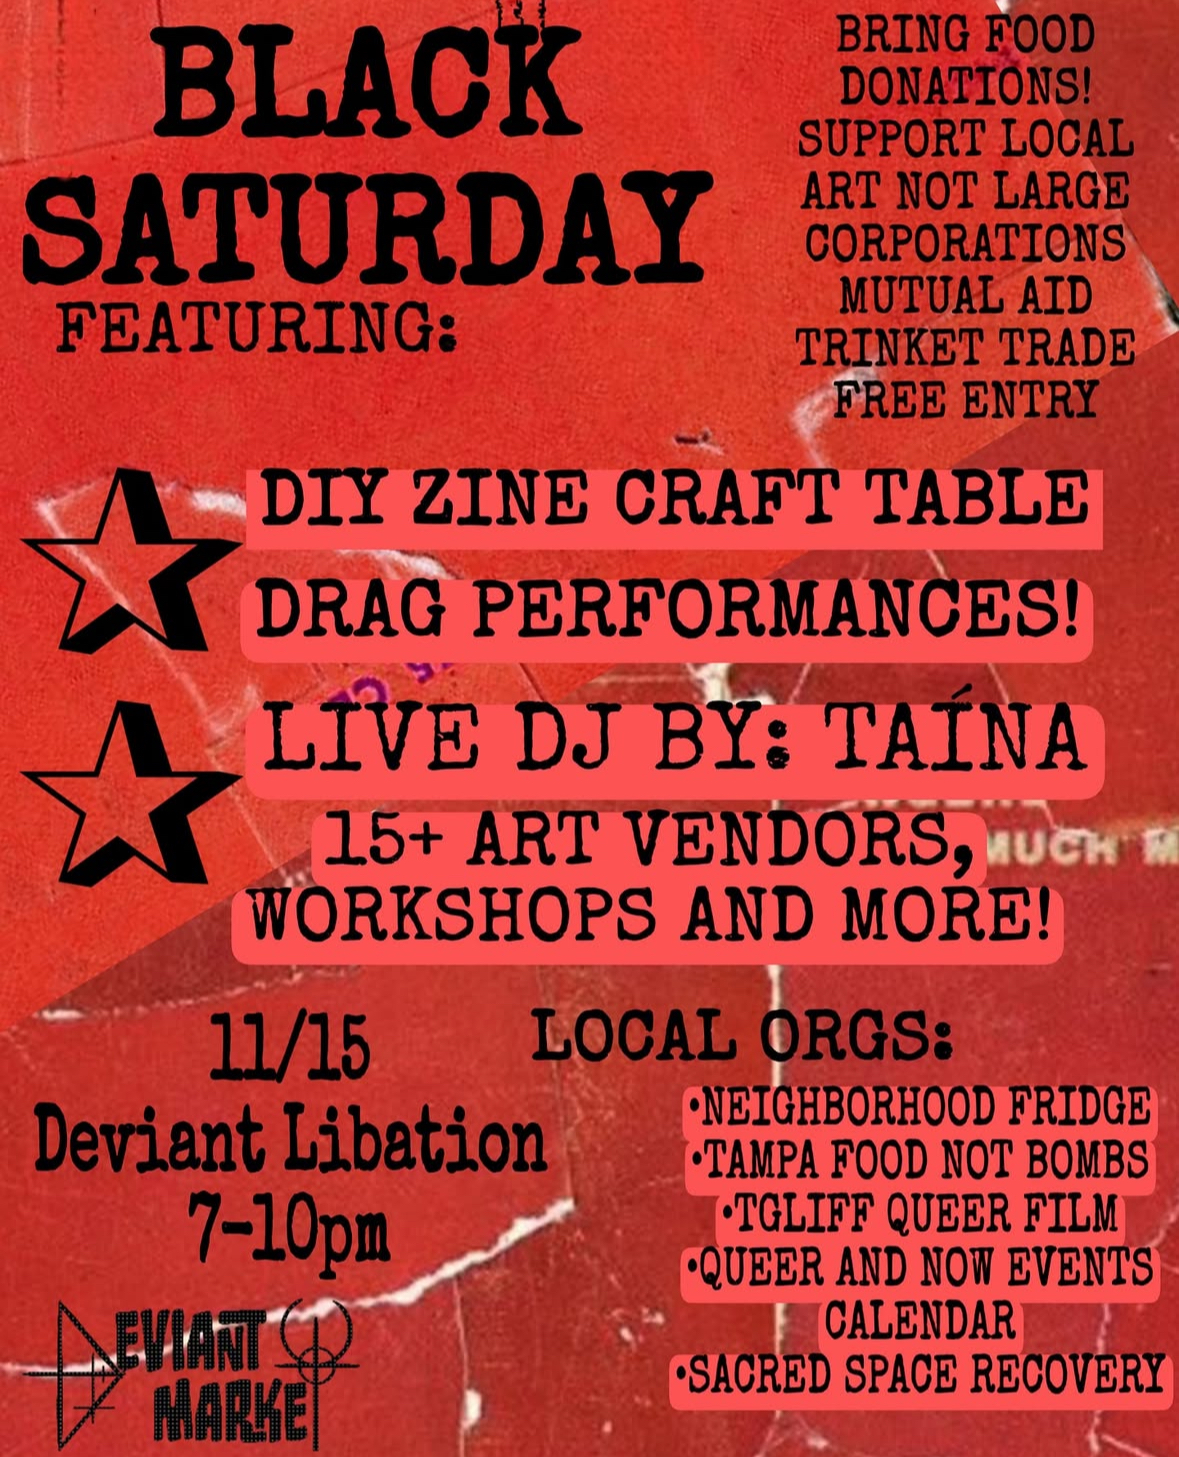 BLACK
SATURDAY
FEATURING:
BRING FOOD
DONATIONS!
SUPPORT LOCAL
ART NOT LARGE
CORPORATIONS
MUTUAL AID
TRINKET TRADE
FREE ENTRY
DIY ZINE CRAFT TABLE
DRAG PERFORMANCES!
LIVE DJ BY: TAÍNA
15+ ART VENDORS,
WORKSHOPS AND MORE!
MUCH M
11/15
Deviant Libation
7-10pm
DEVIANT
MARKET
LOCAL ORGS:
•NEIGHBORHOOD FRIDGE
•TAMPA FOOD NOT BOMBS
•TGLIFF QUEER FILM
•QUEER AND NOW EVENTS
CALENDAR
•SACRED SPACE RECOVERY